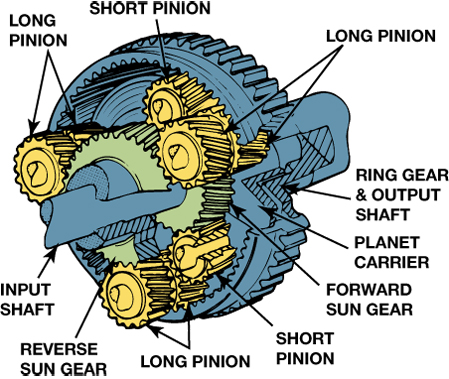 LONG
PINION
SHORT PINION
LONG PINION
RING GEAR
& OUTPUT
SHAFT
PLANET
CARRIER
FORWARD
SUN GEAR
SHORT
PINION
LONG PINION
REVERSE
SUN GEAR
INPUT
SHAFT